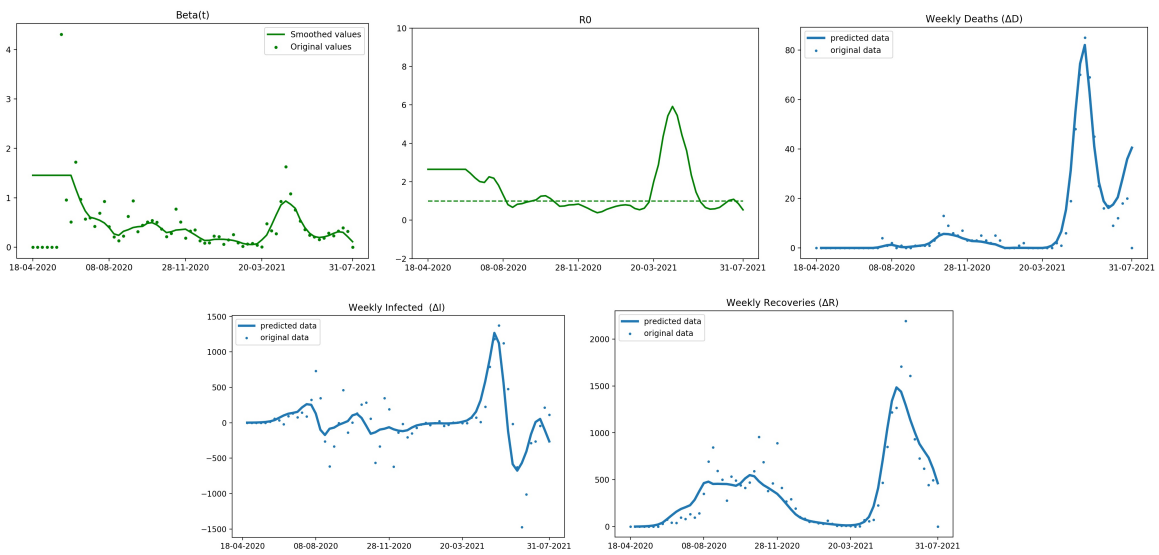 Beta(t)
Smoothed values
Original values
4
3
2
1
0
18-04-2020 08-08-2020 28-11-2020 20-03-2021 31-07-2021
R0
10
8
6
4
2
0
−2
18-04-2020 08-08-2020 28-11-2020 20-03-2021 31-07-2021
Weekly Deaths (ΔD)
predicted data
original data
80
60
40
20
0
18-04-2020 08-08-2020 28-11-2020 20-03-2021 31-07-2021
Weekly Infected (ΔI)
predicted data
original data
1500
1000
500
0
−500
−1000
−1500
18-04-2020 08-08-2020 28-11-2020 20-03-2021 31-07-2021
Weekly Recoveries (ΔR)
predicted data
original data
2000
1500
1000
500
0
18-04-2020 08-08-2020 28-11-2020 20-03-2021 31-07-2021